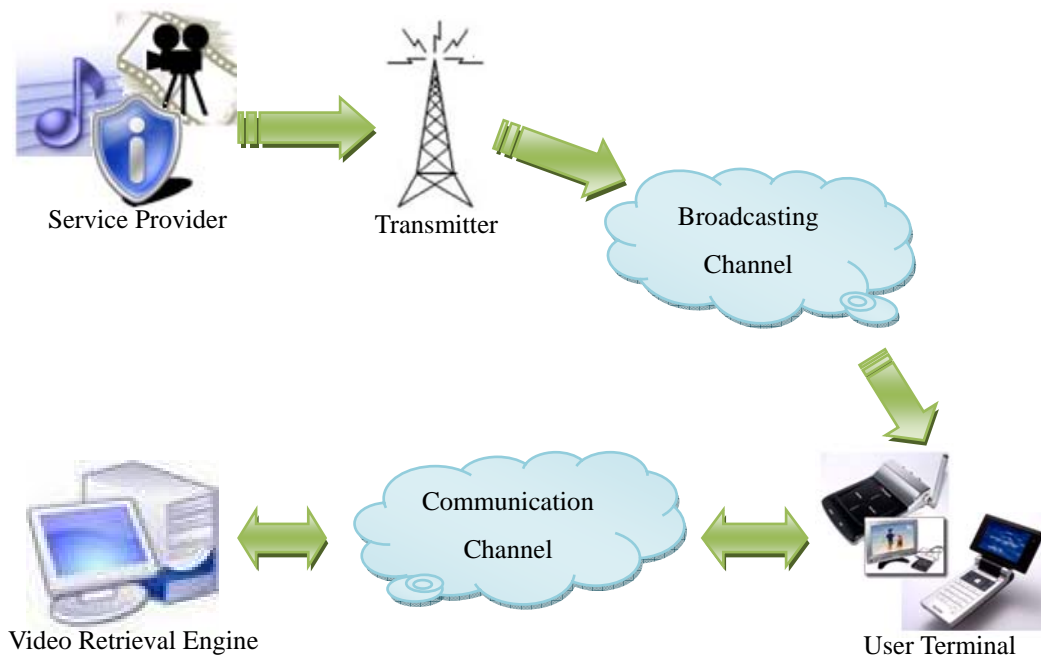 Service Provider
Transmitter
Broadcasting
Channel
Communication
Channel
Video Retrieval Engine
User Terminal